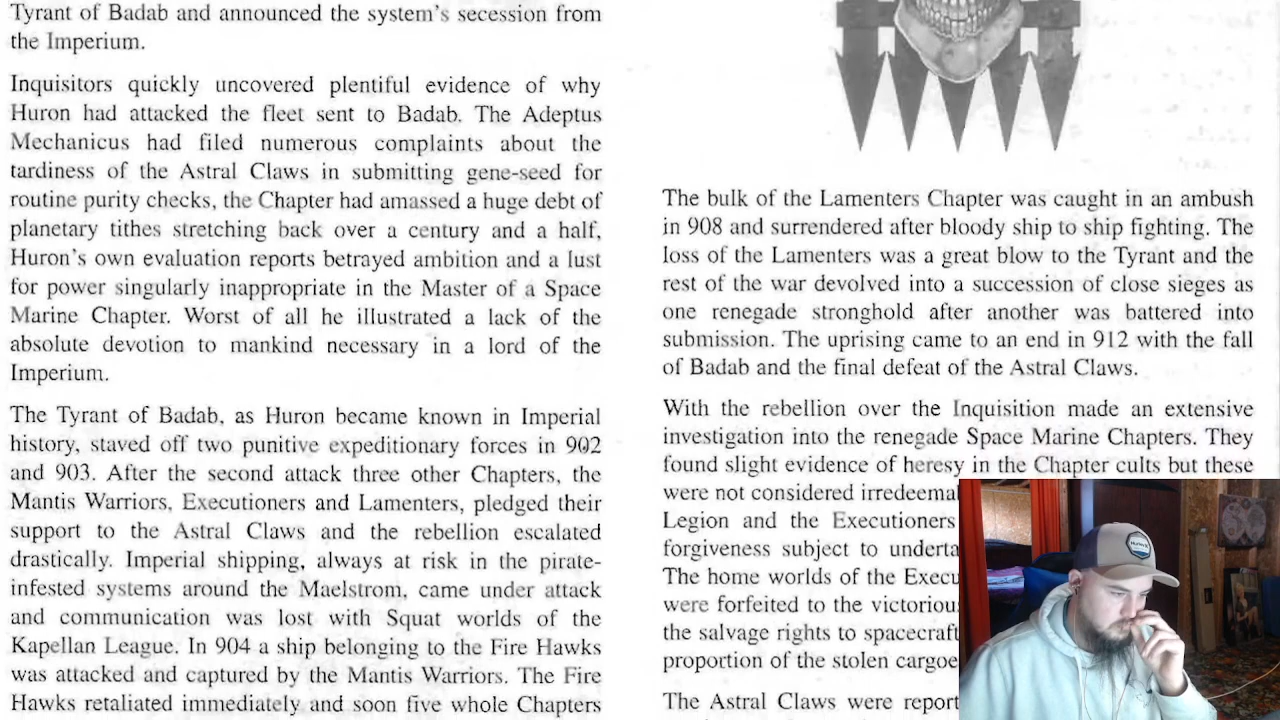 Tyrant of Badab and announced the system's secession from
the Imperium.
Inquisitors quickly uncovered plentiful evidence of why
Huron had attacked the fleet sent to Badab. The Adeptus
Mechanicus had filed numerous complaints about the
tardiness of the Astral Claws in submitting gene-seed for
routine purity checks, the Chapter had amassed a huge debt of
planetary tithes stretching back over a century and a half,
Huron's own evaluation reports betrayed ambition and a lust
for power singularly inappropriate in the Master of a Space
Marine Chapter. Worst of all he illustrated a lack of the
absolute devotion to mankind necessary in a lord of the
Imperium.
The Tyrant of Badab, as Huron became known in Imperial
history, staved off two punitive expeditionary forces in 902
and 903. After the second attack three other Chapters, the
Mantis Warriors, Executioners and Lamenters, pledged their
support to the Astral Claws and the rebellion escalated
drastically. Imperial shipping, always at risk in the pirate-
infested systems around the Maelstrom, came under attack
and communication was lost with Squat worlds of the
Kapellan League. In 904 a ship belonging to the Fire Hawks
was attacked and captured by the Mantis Warriors. The Fire
Hawks retaliated immediately and soon five whole Chapters
The bulk of the Lamenters Chapter was caught in an ambush
in 908 and surrendered after bloody ship to ship fighting. The
loss of the Lamenters was a great blow to the Tyrant and the
rest of the war devolved into a succession of close sieges as
one renegade stronghold after another was battered into
submission. The uprising came to an end in 912 with the fall
of Badab and the final defeat of the Astral Claws.
With the rebellion over the Inquisition made an extensive
investigation into the renegade Space Marine Chapters. They
found slight evidence of heresy in the Chapter cults but these
were not considered irredeema
Legion and the Executioners
forgiveness subject to underta
The home worlds of the Execu
were forfeited to the victoriou
the salvage rights to spacecraft
proportion of the stolen cargoe
The Astral Claws were report